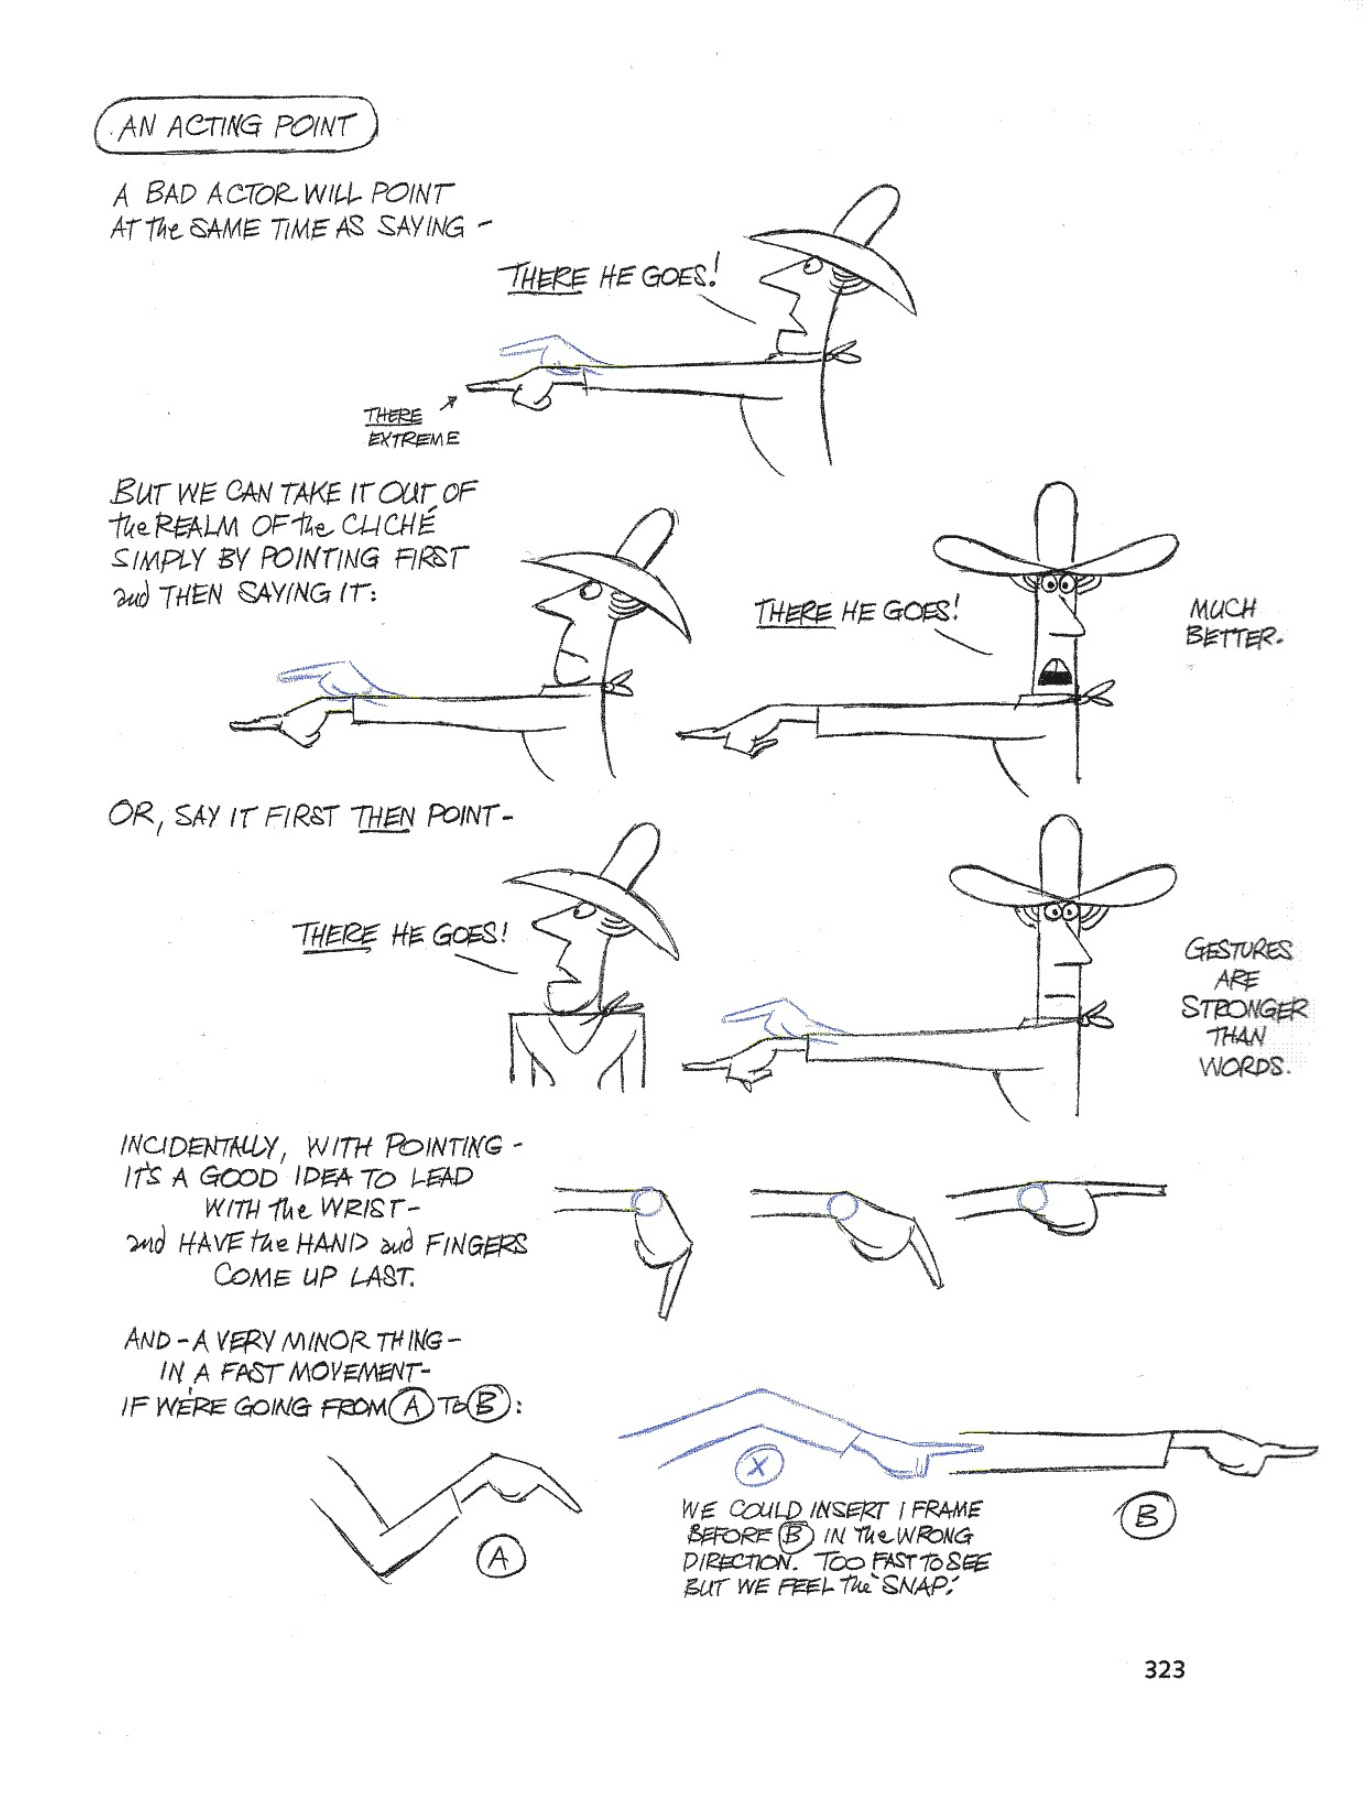 AN ACTING POINT
A BAD ACTOR WILL POINT
AT the SAME TIME AS SAYING -
THERE HE GOES!
THERE
EXTREME
BUT WE CAN TAKE IT OUT OF
the REALM OF the CLICHÉ
SIMPLY BY POINTING FIRST
and THEN SAYING IT:
THERE HE GOES!
MUCH
BETTER.
OR, SAY IT FIRST THEN POINT -
THERE HE GOES!
GESTURES
ARE
STRONGER
THAN
WORDS.
INCIDENTALLY, WITH POINTING -
IT'S A GOOD IDEA TO LEAD
WITH the WRIST -
and HAVE the HAND and FINGERS
COME UP LAST.
AND - A VERY MINOR THING -
IN A FAST MOVEMENT -
IF WE'RE GOING FROM A TO B:
A
X
B
WE COULD INSERT 1 FRAME
BEFORE B IN the WRONG
DIRECTION. TOO FAST TO SEE
BUT WE FEEL the 'SNAP.'
323